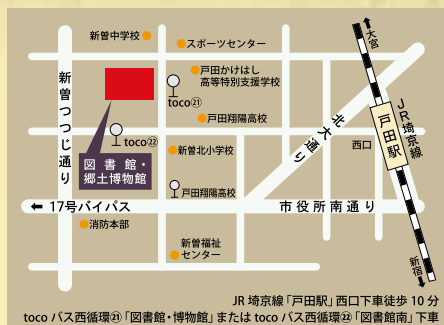 新曽中学校
スポーツセンター
大宮
新曽つつじ通り
戸田かけはし
高等特別支援学校
toco㉑
戸田翔陽高校
北大通り
JR埼京線
戸田駅
toco㉒
西口
図書館・
郷土博物館
新曽北小学校
戸田翔陽高校
← 17号バイパス
市役所南通り
消防本部
新曽福祉
センター
新宿
JR埼京線「戸田駅」西口下車徒歩10分
tocoバス西循環㉑「図書館・博物館」またはtocoバス西循環㉒「図書館南」下車